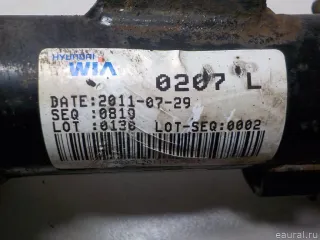 HYUNDAI
WIA
0207 L
DATE:2011-07-29
SEQ :0819
LOT :0138 LOT-SEQ:0002
eaural.ru